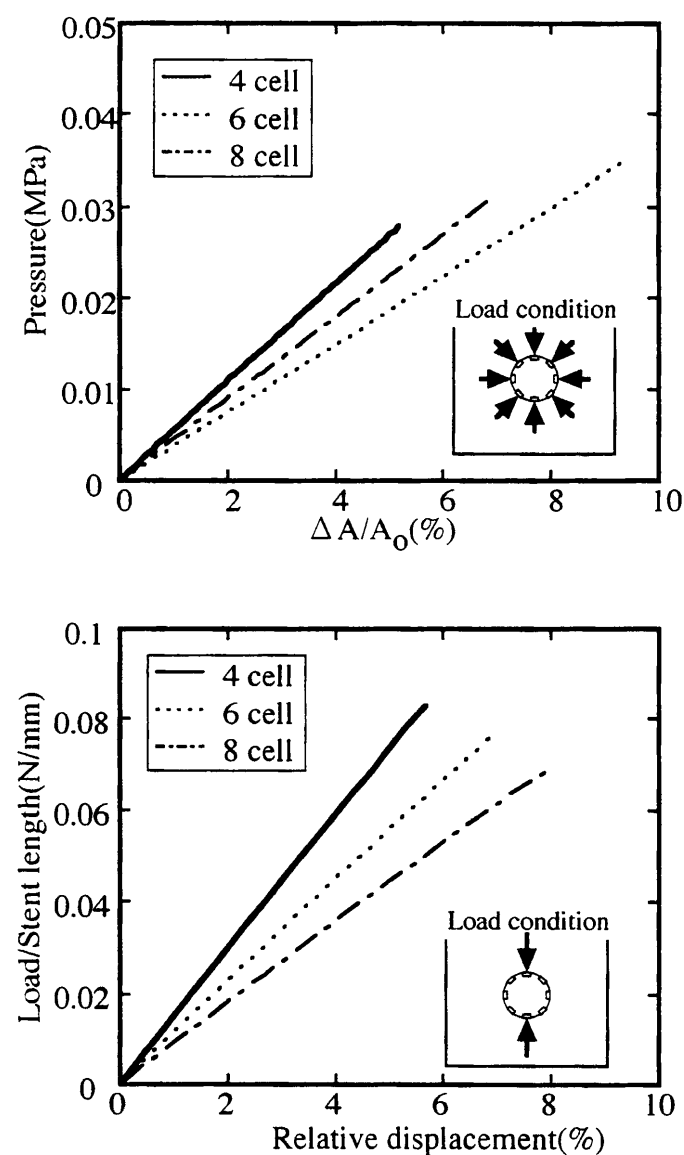 0.05
0.04
0.03
0.02
0.01
0
Pressure(MPa)
4 cell
6 cell
8 cell
Load condition
0 2 4 6 8 10
Δ A/A₀(%)
0.1
0.08
0.06
0.04
0.02
0
Load/Stent length(N/mm)
4 cell
6 cell
8 cell
Load condition
0 2 4 6 8 10
Relative displacement(%)